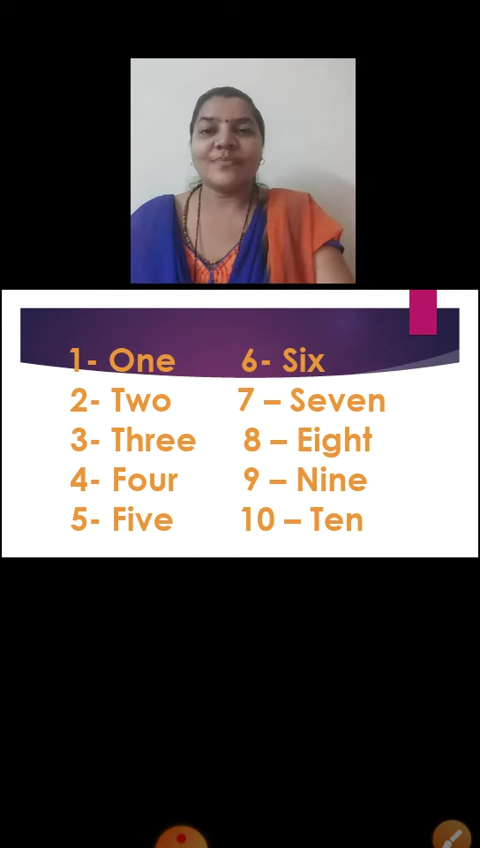 1- One 6- Six
2- Two 7 – Seven
3- Three 8 – Eight
4- Four 9 – Nine
5- Five 10 – Ten